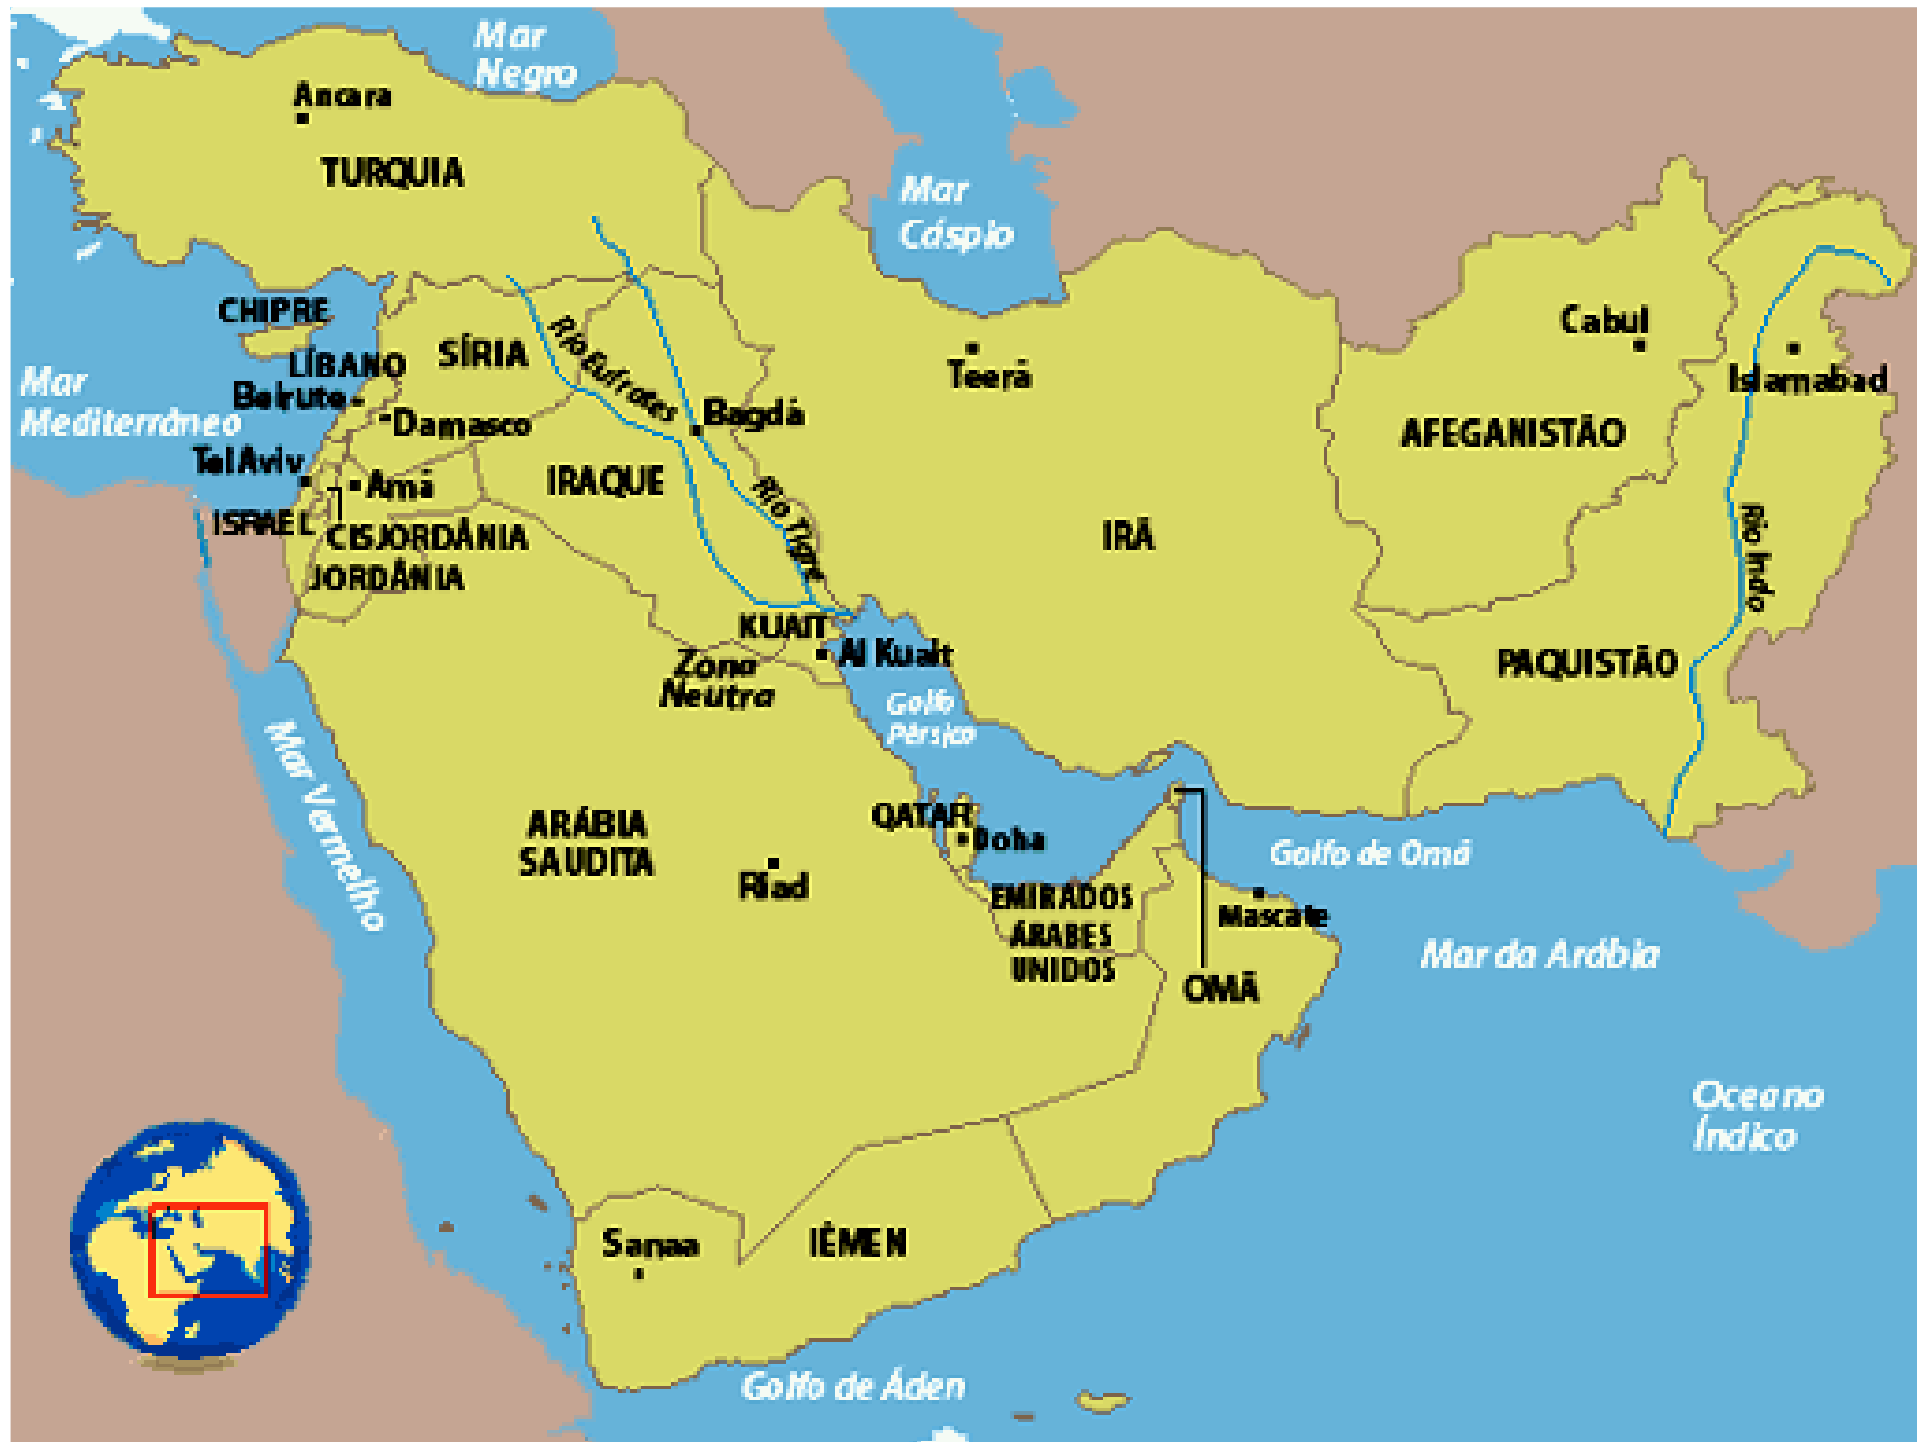 Mar
Negro
Ancara
TURQUIA
Mar
Cáspio
CHIPRE
LÍBANO
SÍRIA
Rio Eufrates
Cabul
Teerã
Islamabad
Mar
Mediterrâneo
Beirute
Damasco
Bagdá
AFEGANISTÃO
Tel Aviv
Amã
IRAQUE
Rio Tigre
ISRAEL
CISJORDÂNIA
JORDÂNIA
IRÃ
Rio Indo
KUAIT
Al Kuait
Zona
Neutra
PAQUISTÃO
Golfo
Pérsico
Mar Vermelho
ARÁBIA
SAUDITA
Riad
QATAR
Doha
Golfo de Omã
EMIRADOS
ÁRABES
UNIDOS
Mascate
OMÃ
Mar da Arábia
Oceano
Índico
Sanaa
IÊMEN
Golfo de Áden